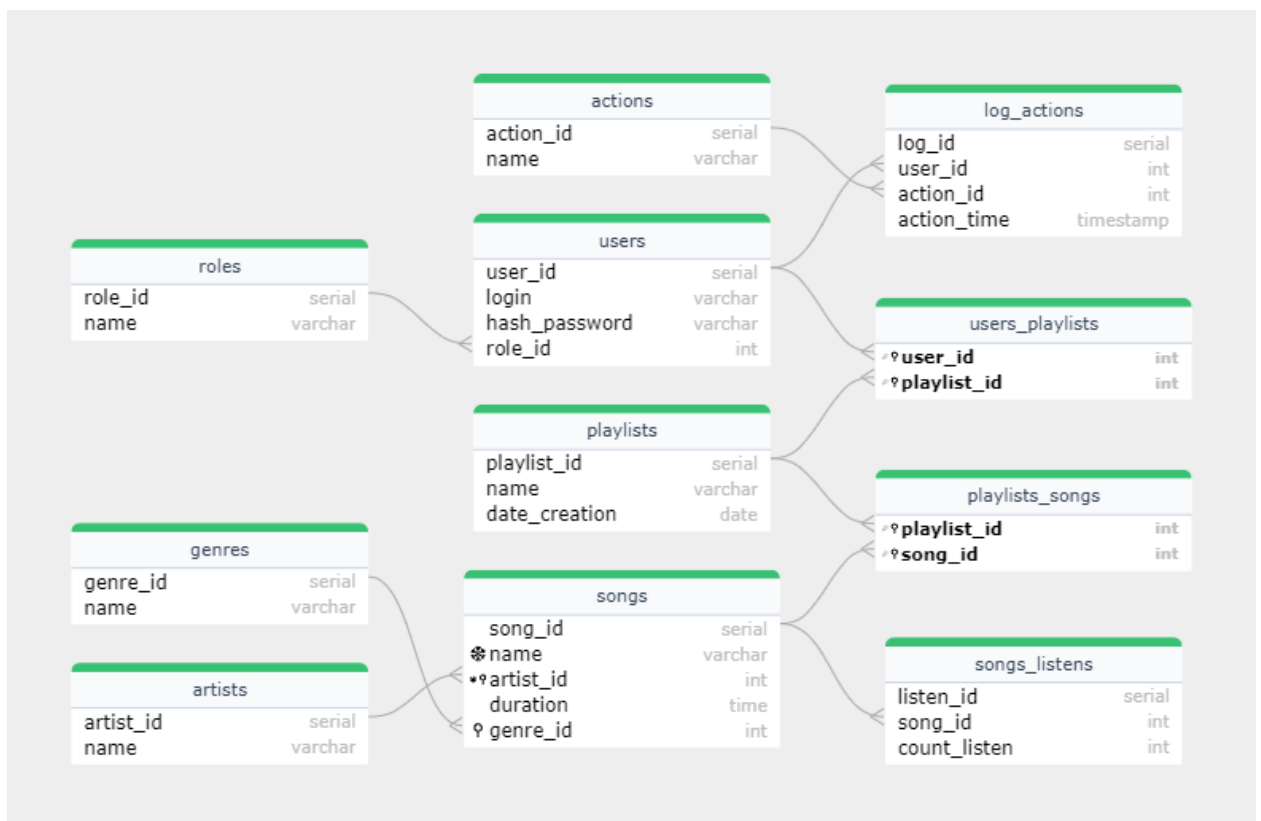 actions
action_id serial
name varchar
log_actions
log_id serial
user_id int
action_id int
action_time timestamp
roles
role_id serial
name varchar
users
user_id serial
login varchar
hash_password varchar
role_id int
users_playlists
user_id int
playlist_id int
playlists
playlist_id serial
name varchar
date_creation date
playlists_songs
playlist_id int
song_id int
genres
genre_id serial
name varchar
songs
song_id serial
name varchar
artist_id int
duration time
genre_id int
artists
artist_id serial
name varchar
songs_listens
listen_id serial
song_id int
count_listen int